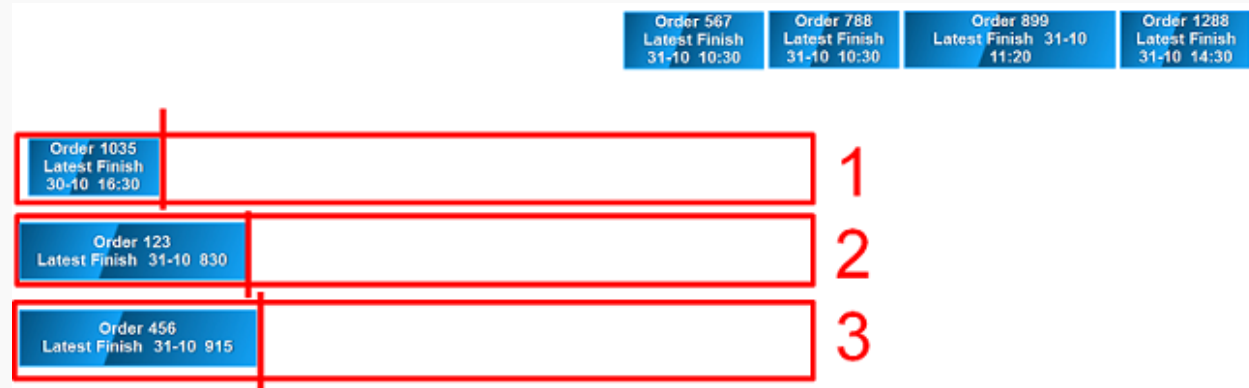 Order 567
Latest Finish
31-10 10:30
Order 788
Latest Finish
31-10 10:30
Order 899
Latest Finish 31-10
11:20
Order 1288
Latest Finish
31-10 14:30
Order 1035
Latest Finish
30-10 16:30
1
Order 123
Latest Finish 31-10 830
2
Order 456
Latest Finish 31-10 915
3